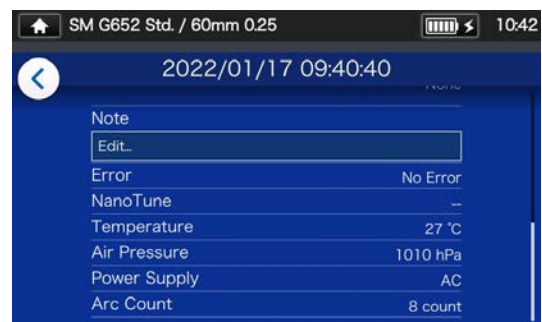 SM G652 Std. / 60mm 0.25 10:42
2022/01/17 09:40:40
None
Note
Edit...
Error No Error
NanoTune --
Temperature 27 ℃
Air Pressure 1010 hPa
Power Supply AC
Arc Count 8 count